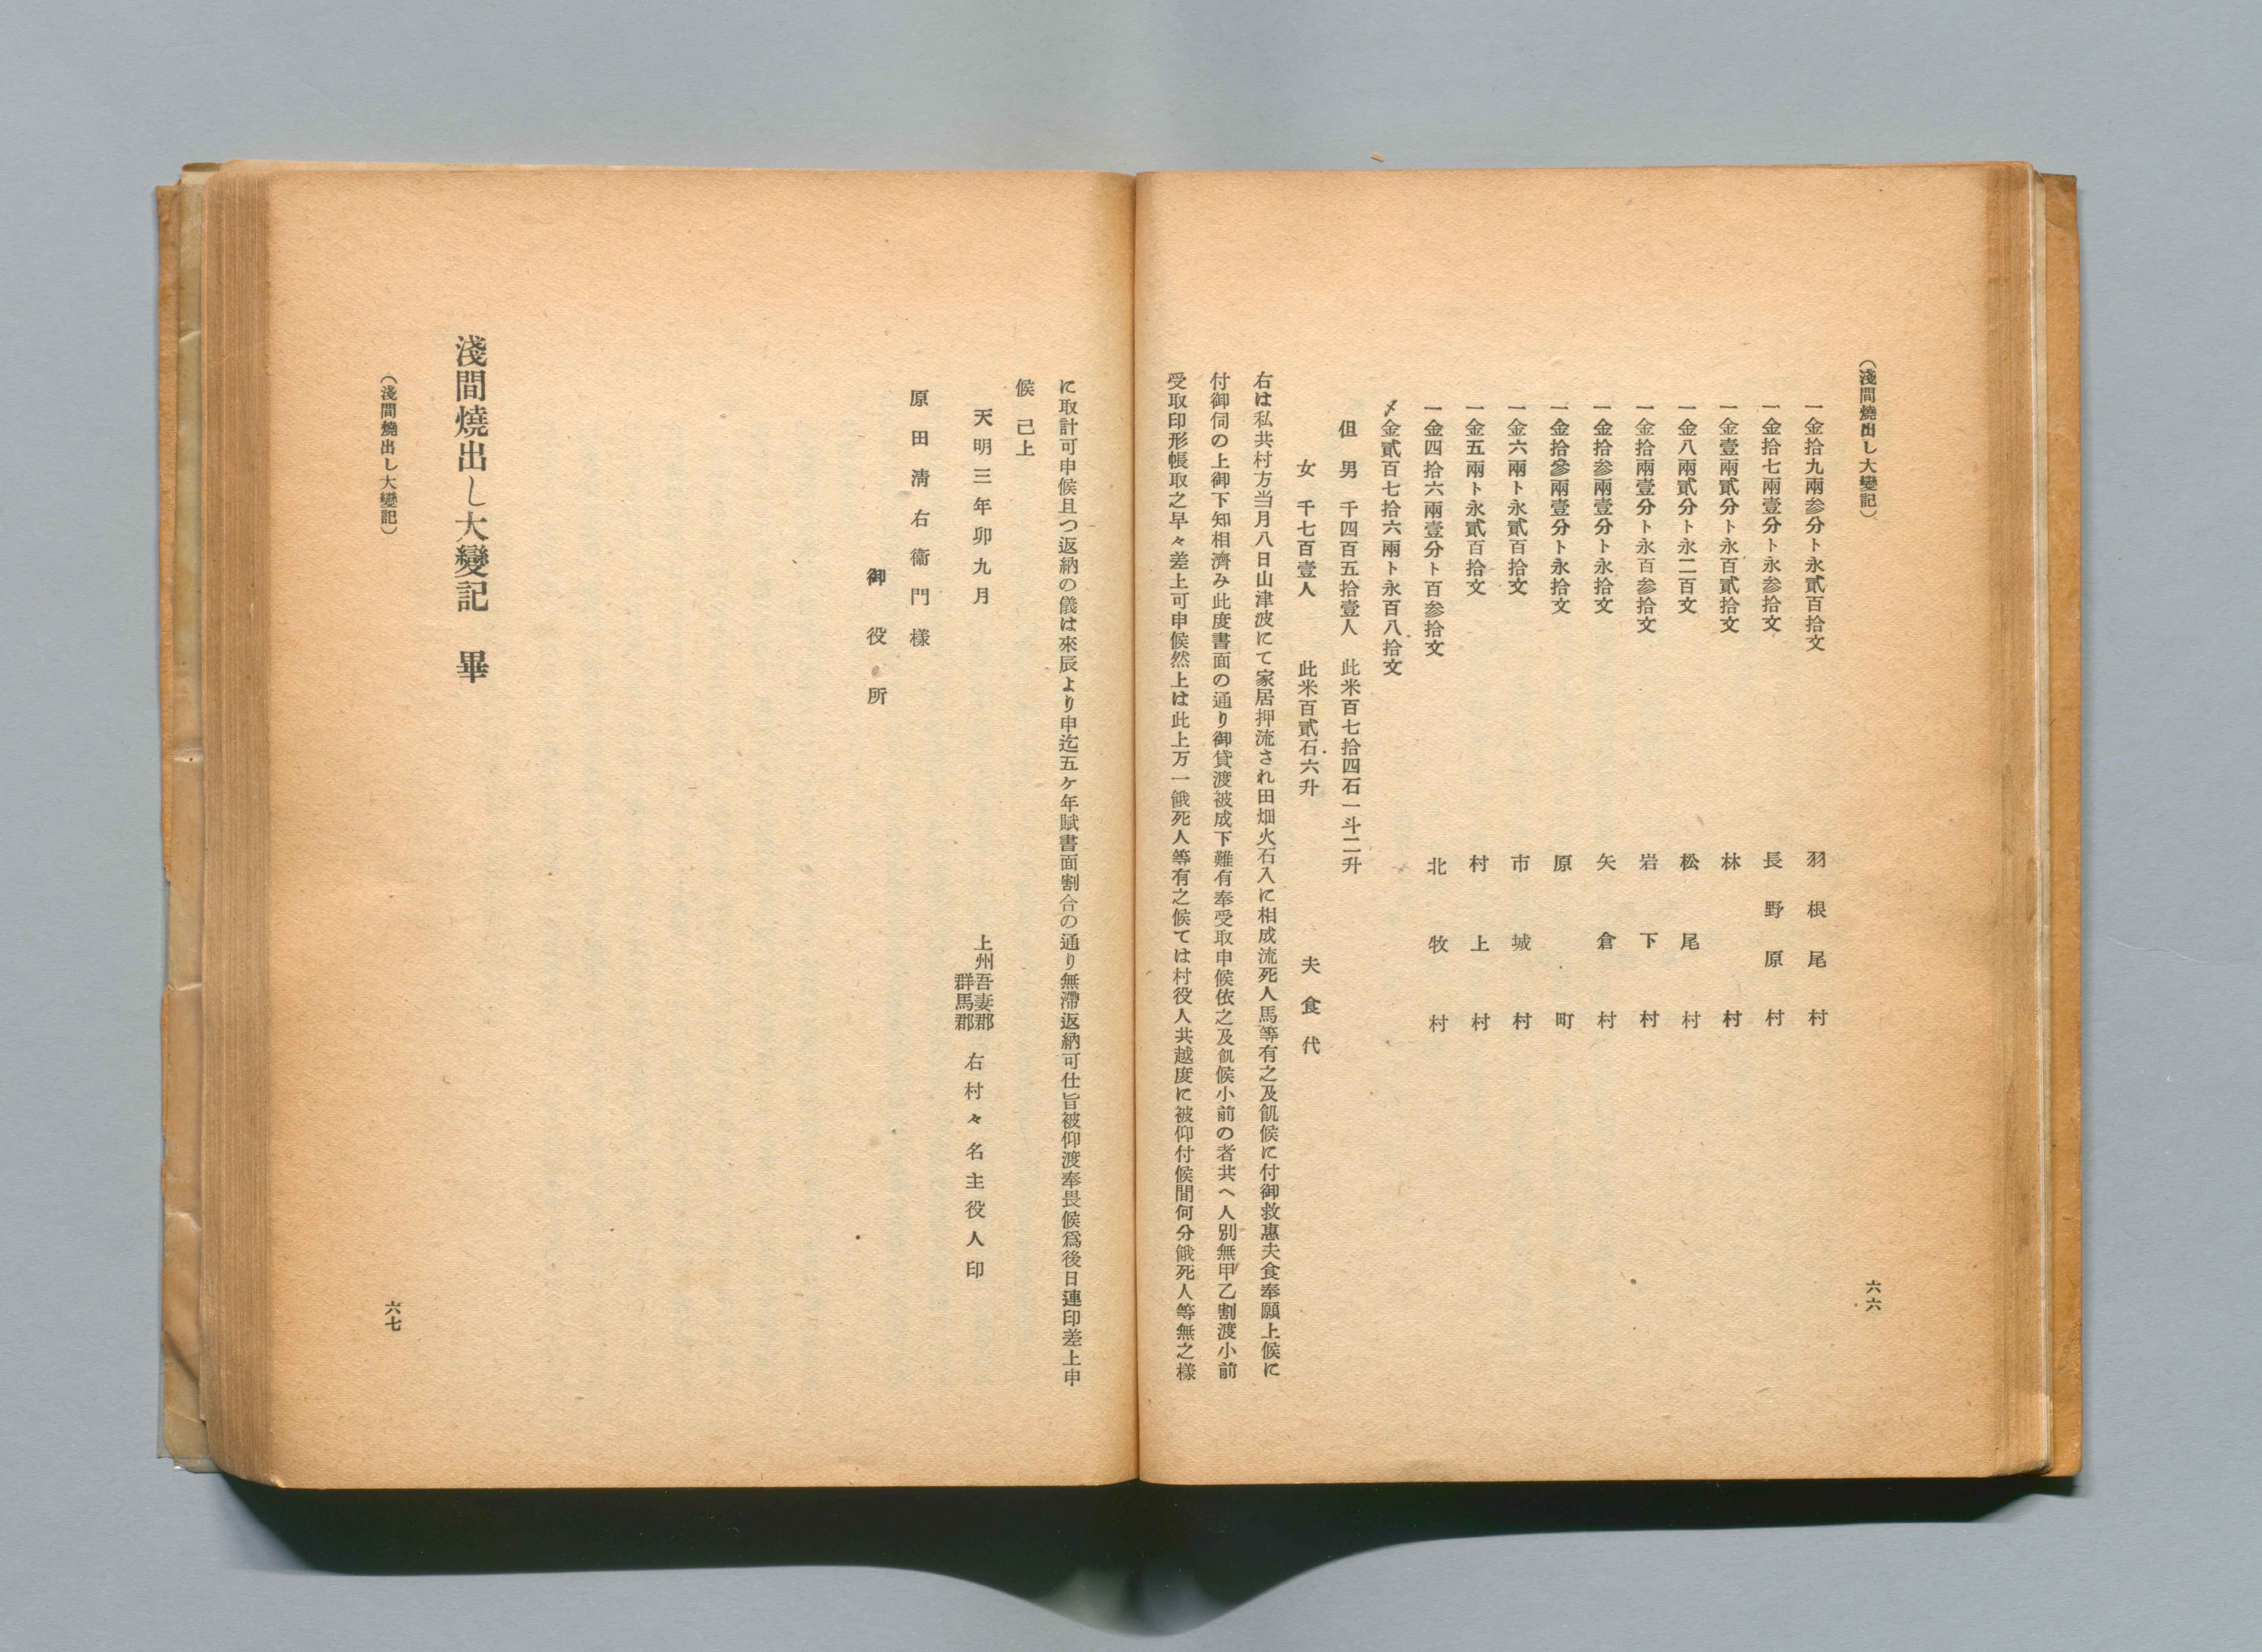 (淺間燒出し大變記)
一金拾九兩参分ト永貳百拾文 羽根尾村
一金拾七兩壹分ト永参拾文 長野原村
一金壹兩貳分ト永百貳拾文 林村
一金八兩貳分ト永二百文 松尾村
一金拾兩壹分ト永百参拾文 岩下村
一金拾参兩壹分ト永拾文 矢倉村
一金拾參兩壹分ト永拾文 原町
一金六兩ト永貳百拾文 市城村
一金五兩ト永貳百拾文 村上村
一金四拾六兩壹分ト百参拾文 北牧村
〆金貳百七拾六兩ト永百八拾文
但 男 千四百五拾壹人 此米百七拾四石一斗二升
女 千七百壹人 此米百貳石六升 夫食代
右は私共村方当月八日山津波にて家居押流され田畑火石入に相成流死人馬等有之及飢候に付御救惠夫食奉願上候に
付御伺の上御下知相濟み此度書面の通り御貸渡被成下難有奉受取申候依之及飢候小前の者共へ人別無甲乙割渡小前
受取印形帳取之早々差上可申候然上は此上万一餓死人等有之候ては村役人共越度に被仰付候間何分餓死人等無之樣
六六
に取計可申候且つ返納の儀は來辰より申迄五ケ年賦書面割合の通り無滯返納可仕旨被仰渡奉畏候爲後日連印差上申
候 己上
天明三年卯九月
上州吾妻郡
群馬郡 右村々名主役人印
原田淸右衞門樣
御役所
淺間燒出し大變記 畢
(淺間燒出し大變記)
六七